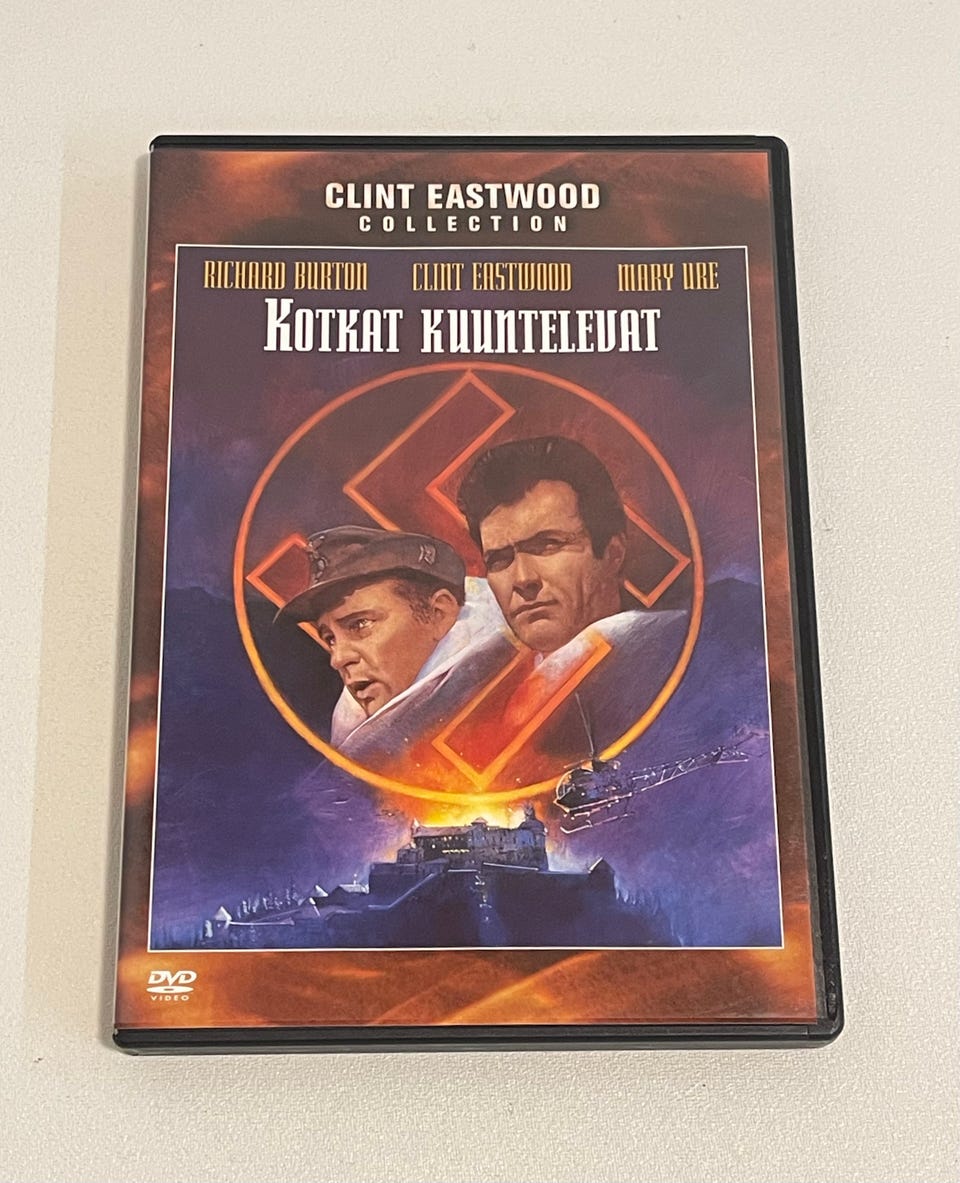 CLINT EASTWOOD
COLLECTION
RICHARD BURTON CLINT EASTWOOD MARY URE
KOTKAT KUUNTELEVAT
DVD
VIDEO